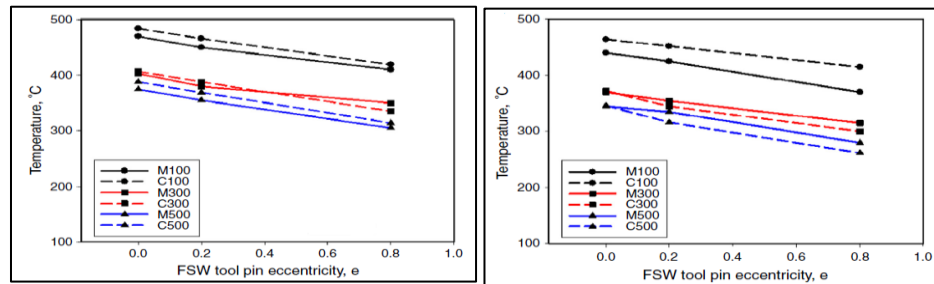 500
400
300
200
100
Temperature, °C
M100
C100
M300
C300
M500
C500
0.0 0.2 0.4 0.6 0.8 1.0
FSW tool pin eccentricity, e
500
400
300
200
100
Temperature, °C
M100
C100
M300
C300
M500
C500
0.0 0.2 0.4 0.6 0.8 1.0
FSW tool pin eccentricity, e